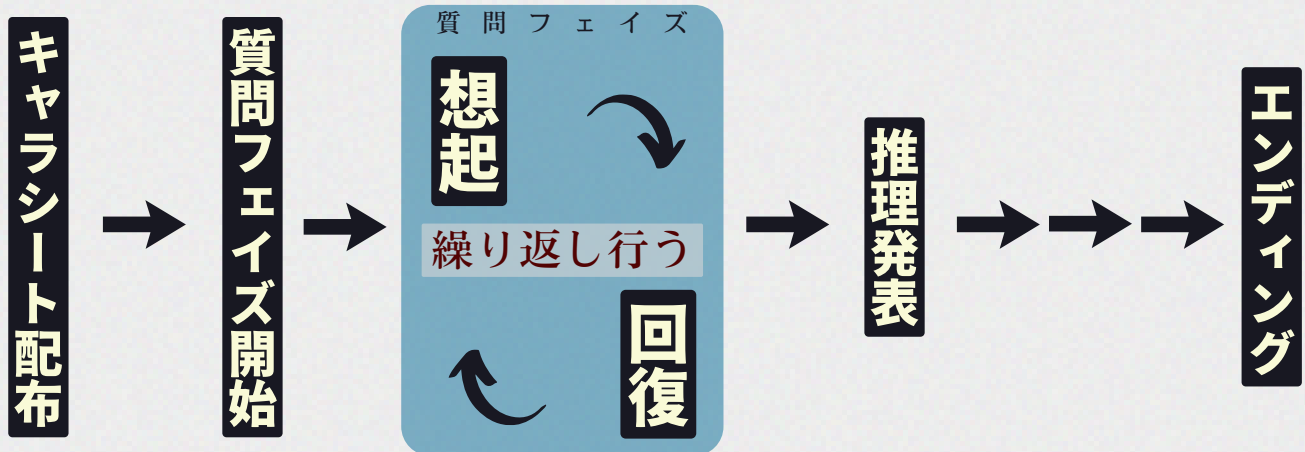 キャラシート配布
質問フェイズ開始
質問フェイズ
想起
繰り返し行う
回復
推理発表
エンディング